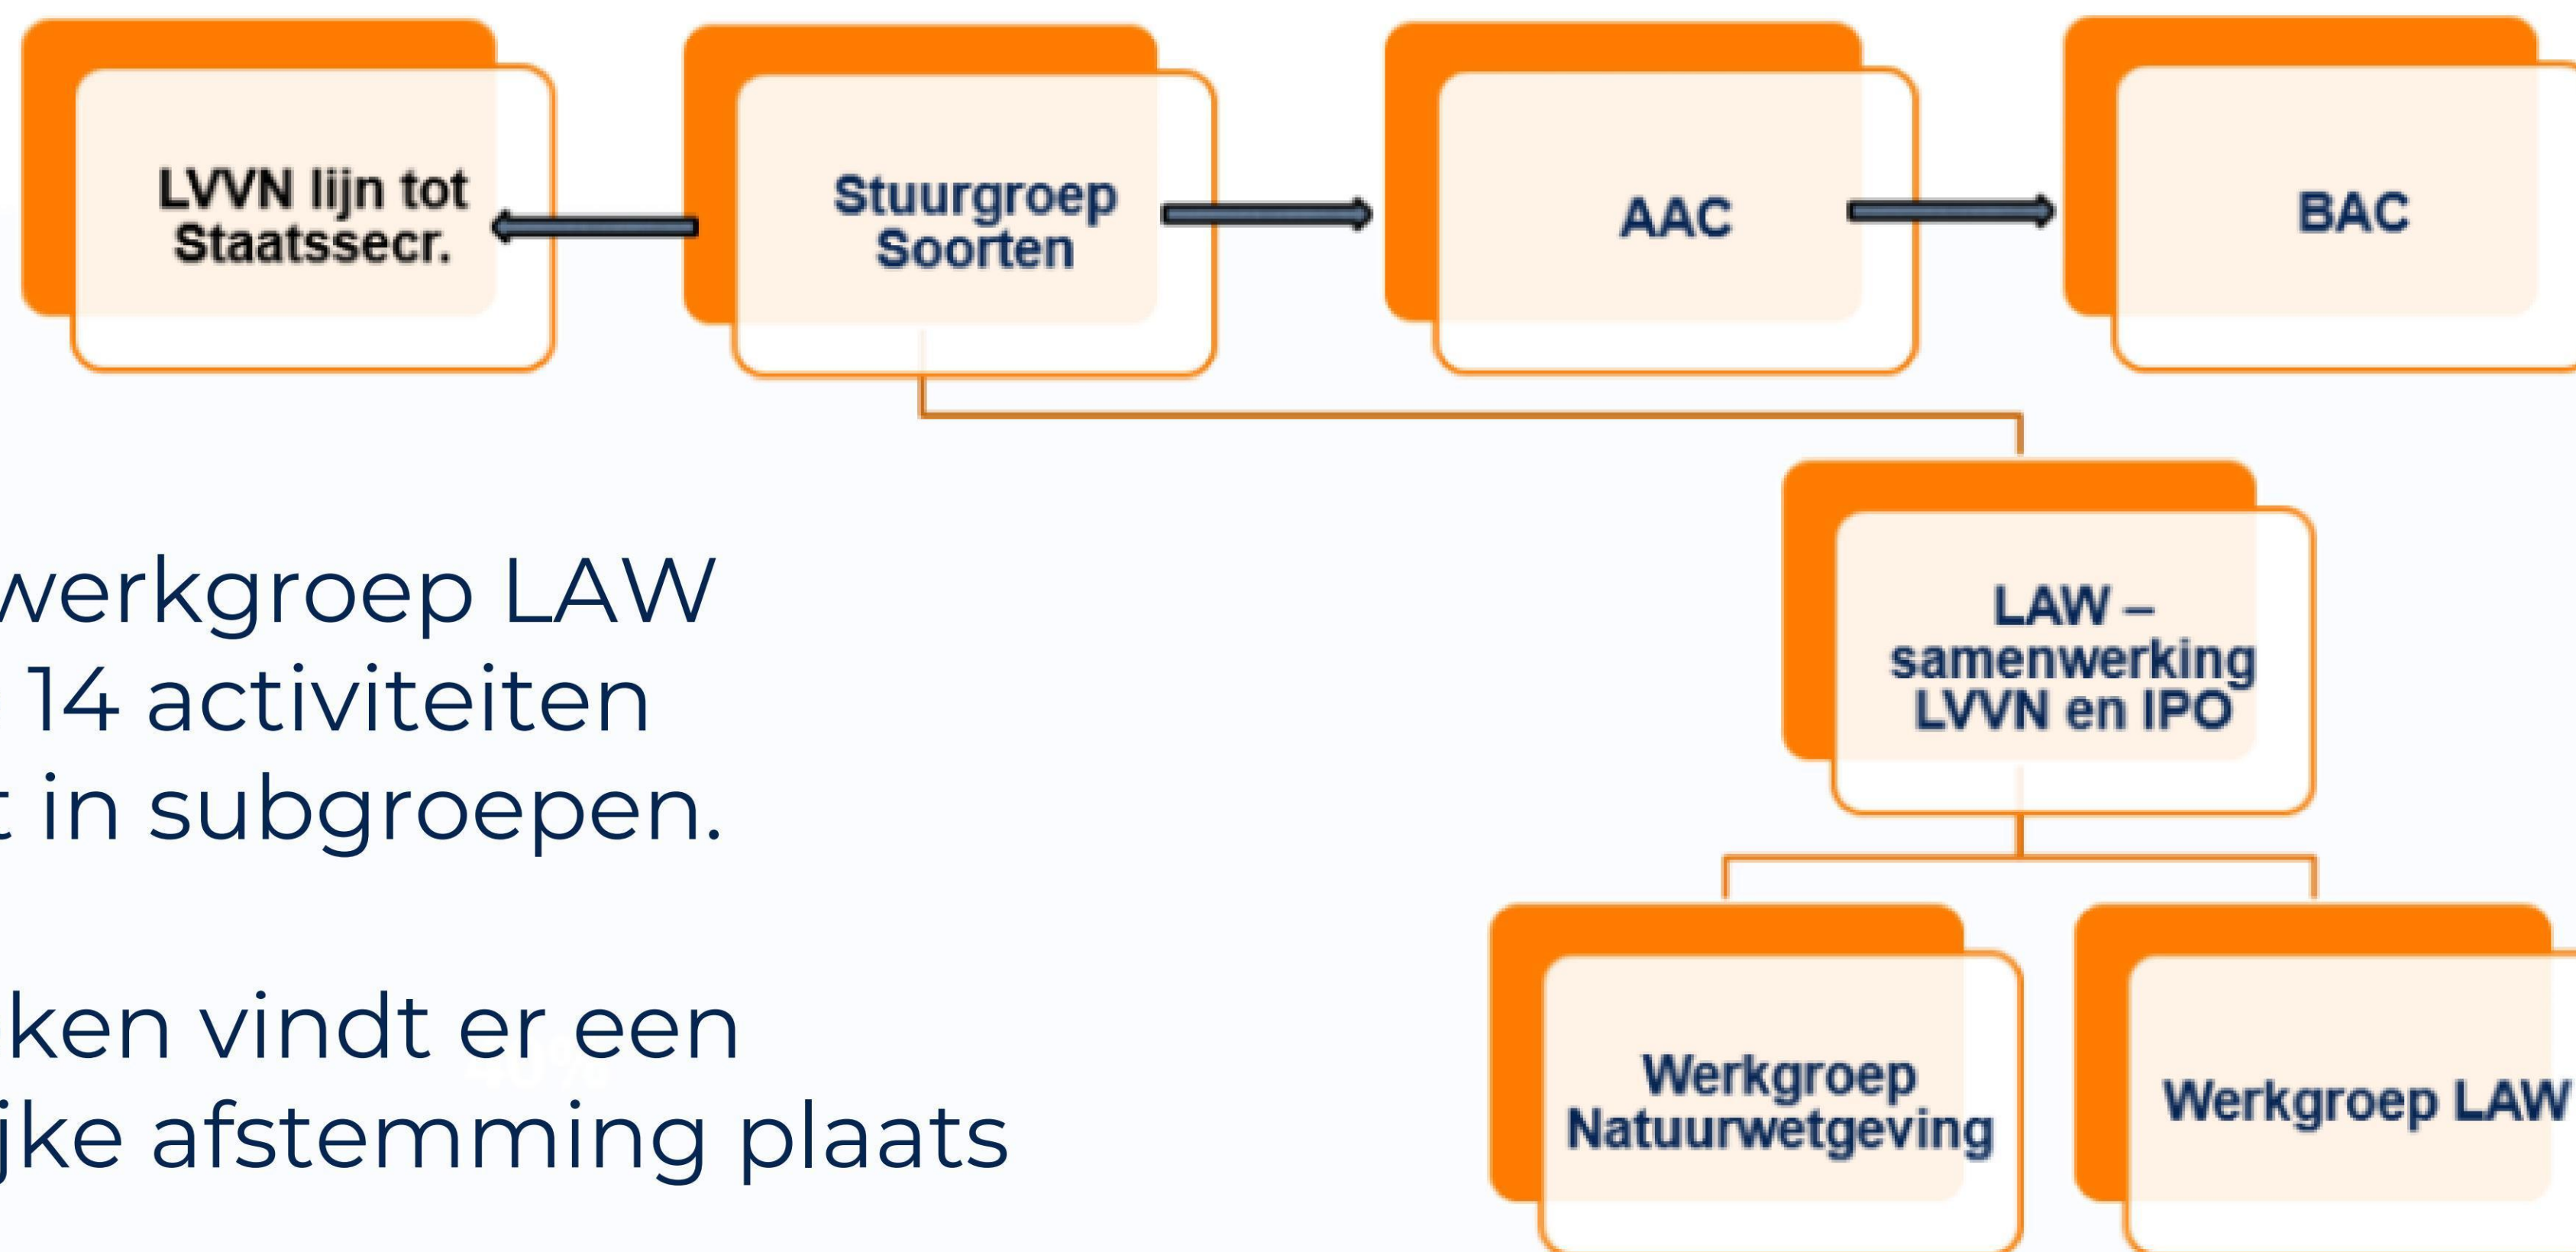 LVVN lijn tot
Staatssecr.
Stuurgroep
Soorten
AAC
BAC
werkgroep LAW
14 activiteiten
t in subgroepen.
ken vindt er een
jke afstemming plaats
LAW –
samenwerking
LVVN en IPO
Werkgroep
Natuurwetgeving
Werkgroep LAW